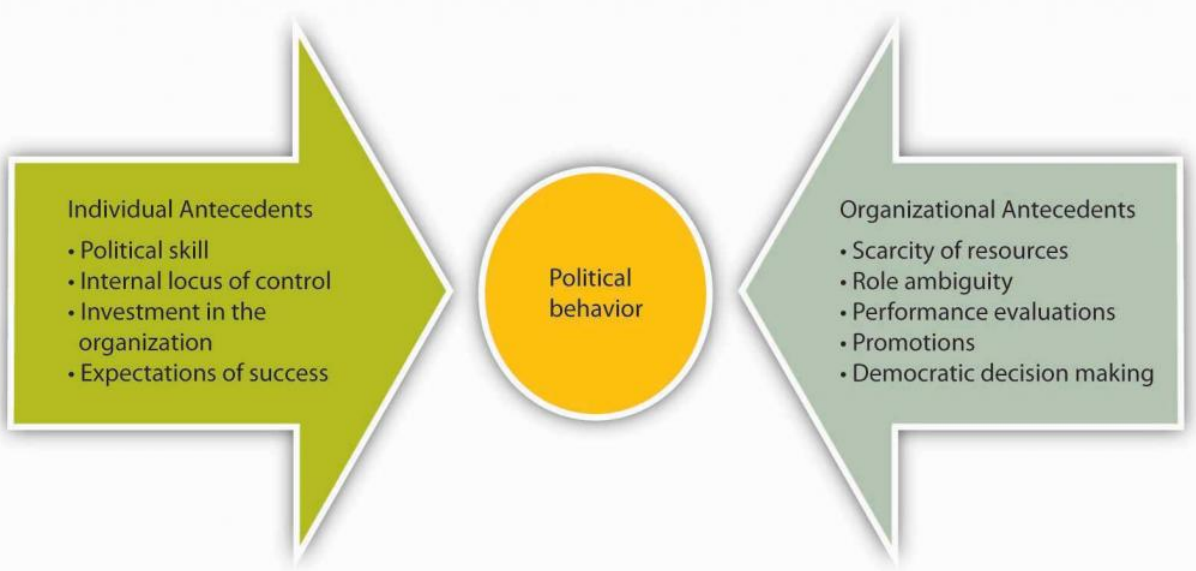 Individual Antecedents
• Political skill
• Internal locus of control
• Investment in the
organization
• Expectations of success
Political
behavior
Organizational Antecedents
• Scarcity of resources
• Role ambiguity
• Performance evaluations
• Promotions
• Democratic decision making